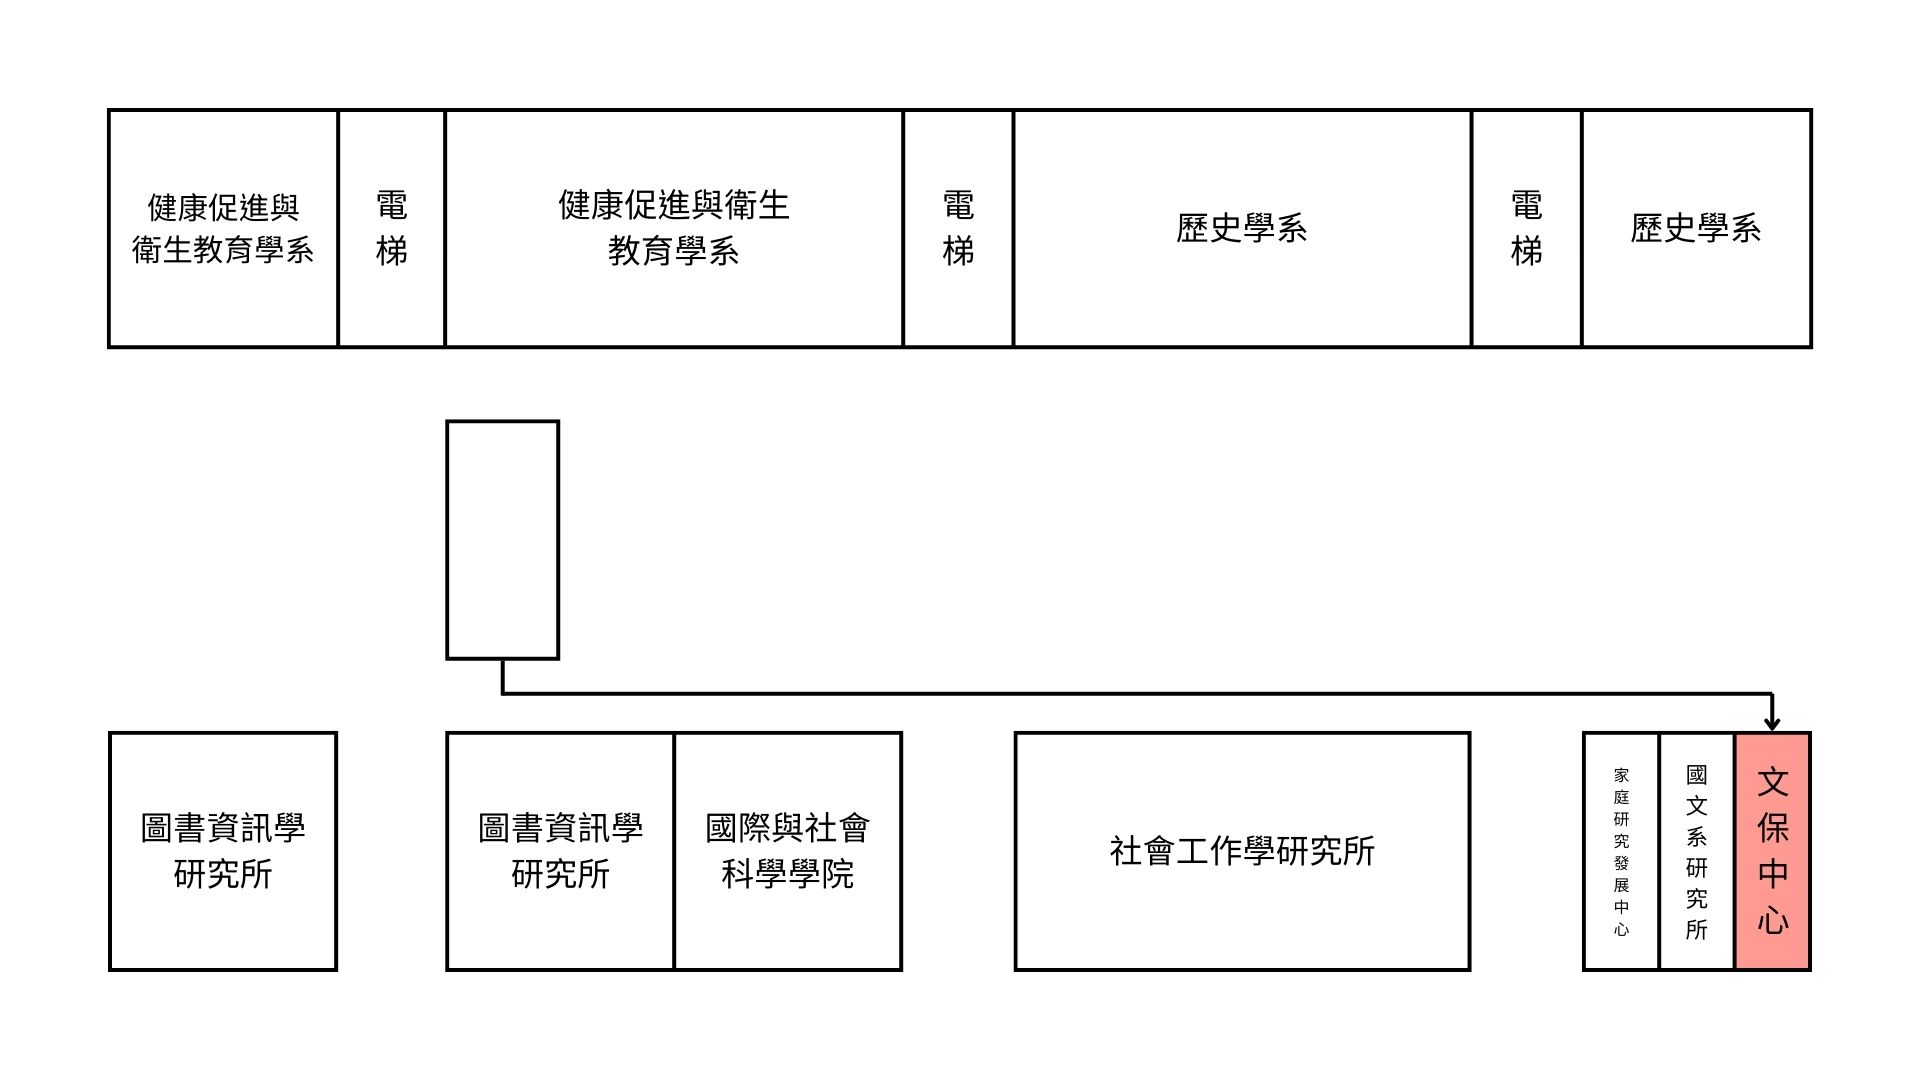 健康促進與
衛生教育學系
電
梯
健康促進與衛生
教育學系
電
梯
歷史學系
電
梯
歷史學系
圖書資訊學
研究所
圖書資訊學
研究所
國際與社會
科學學院
社會工作學研究所
家
庭
研
究
發
展
中
心
國
文
系
研
究
所
文
保
中
心